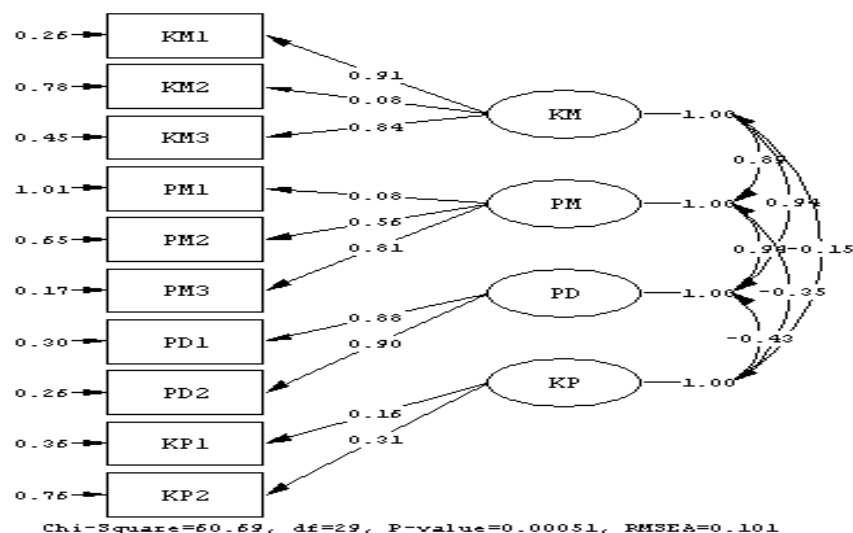 0.26 KM1
0.91
0.78 KM2
0.08
KM 1.00
0.45 KM3
0.84
0.89
1.01 PM1
0.08
PM 1.00 0.94
0.56
0.65 PM2
0.81
-0.15
0.17 PM3
PD 1.00 -0.35
0.88
0.30 PD1
0.90
-0.43
0.26 PD2
KP 1.00
0.16
0.36 KP1
0.31
0.76 KP2
Chi-Square=60.69, df=29, P-value=0.00051, RMSEA=0.101